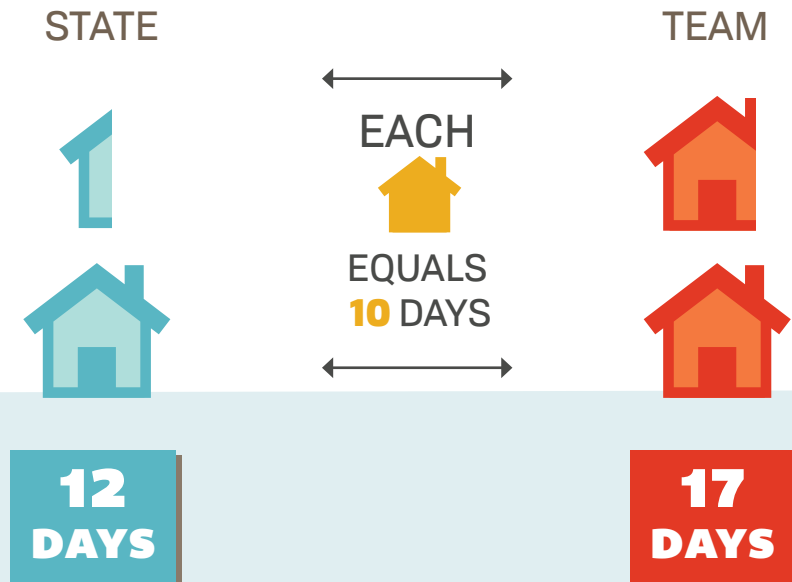 STATE
TEAM
EACH
EQUALS
10 DAYS
12
DAYS
17
DAYS